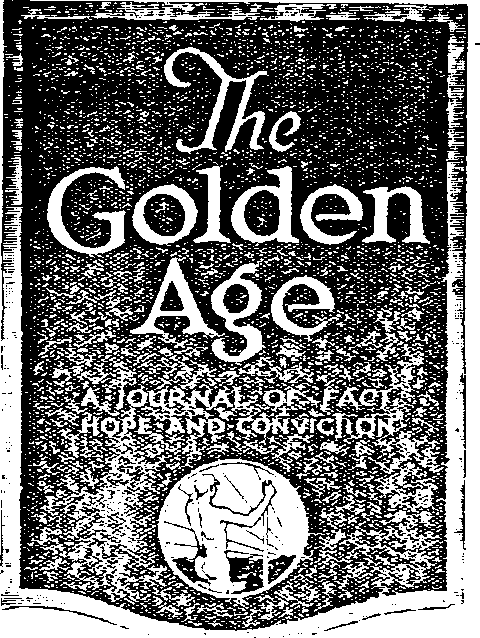 The
Golden
Age
A JOURNAL OF FACT
HOPE AND CONVICTION